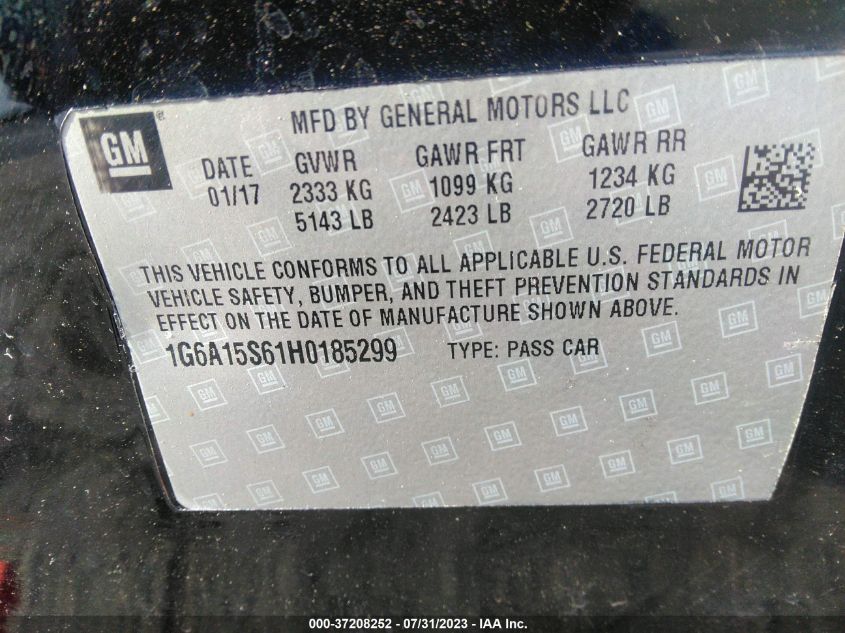 MFD BY GENERAL MOTORS LLC
GM
DATE GVWR GAWR FRT GAWR RR
01/17 2333 KG 1099 KG 1234 KG
5143 LB 2423 LB 2720 LB
THIS VEHICLE CONFORMS TO ALL APPLICABLE U.S. FEDERAL MOTOR
VEHICLE SAFETY, BUMPER, AND THEFT PREVENTION STANDARDS IN
EFFECT ON THE DATE OF MANUFACTURE SHOWN ABOVE.
1G6A15S61H0185299 TYPE: PASS CAR
000-37208252 - 07/31/2023 - IAA Inc.